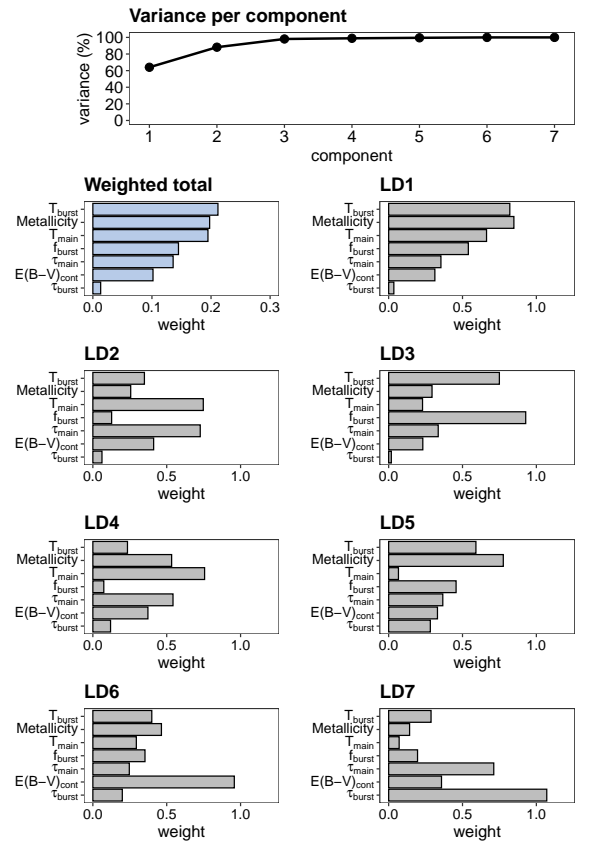 Variance per component
variance (%)
100
80
60
40
20
0
1 2 3 4 5 6 7
component
Weighted total
T_burst
Metallicity
T_main
f_burst
τ_main
E(B−V)_cont
τ_burst
0.0 0.1 0.2 0.3
weight
LD1
T_burst
Metallicity
T_main
f_burst
τ_main
E(B−V)_cont
τ_burst
0.0 0.5 1.0
weight
LD2
T_burst
Metallicity
T_main
f_burst
τ_main
E(B−V)_cont
τ_burst
0.0 0.5 1.0
weight
LD3
T_burst
Metallicity
T_main
f_burst
τ_main
E(B−V)_cont
τ_burst
0.0 0.5 1.0
weight
LD4
T_burst
Metallicity
T_main
f_burst
τ_main
E(B−V)_cont
τ_burst
0.0 0.5 1.0
weight
LD5
T_burst
Metallicity
T_main
f_burst
τ_main
E(B−V)_cont
τ_burst
0.0 0.5 1.0
weight
LD6
T_burst
Metallicity
T_main
f_burst
τ_main
E(B−V)_cont
τ_burst
0.0 0.5 1.0
weight
LD7
T_burst
Metallicity
T_main
f_burst
τ_main
E(B−V)_cont
τ_burst
0.0 0.5 1.0
weight